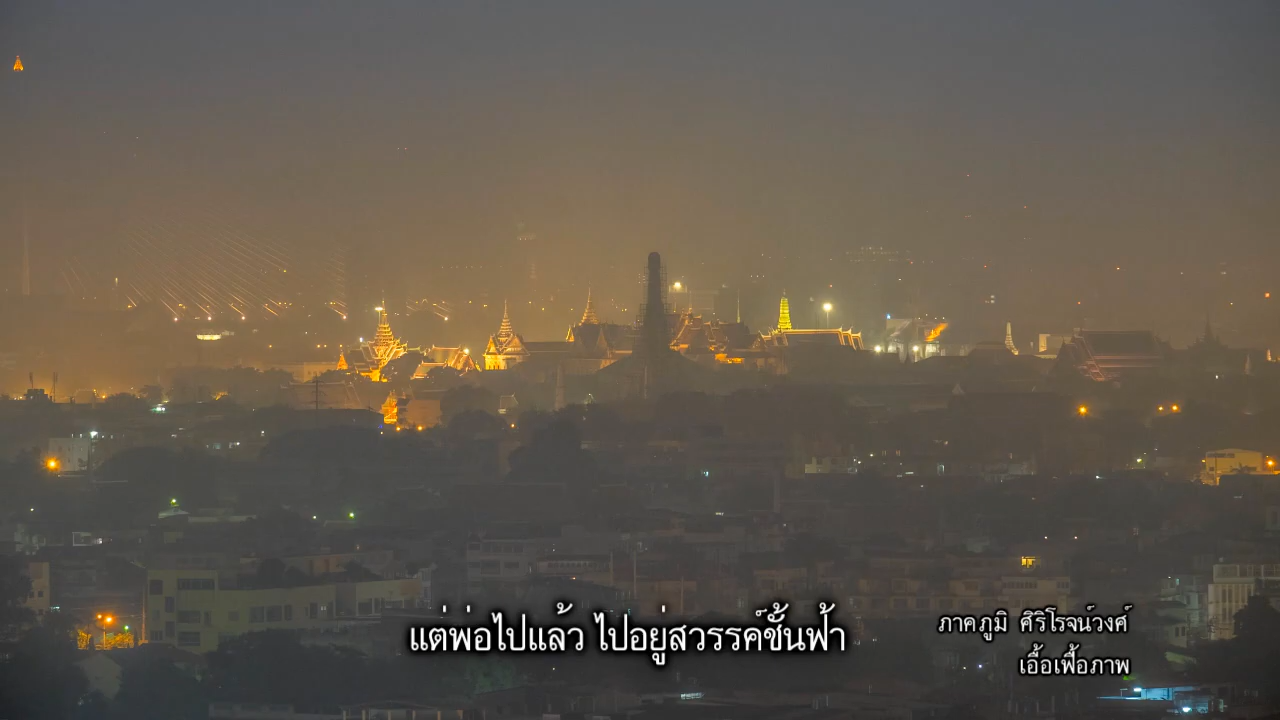 แต่พ่อไปแล้ว ไปอยู่สวรรค์ชั้นฟ้า
ภาคภูมิ ศิริโรจน์วงศ์
เอื้อเฟื้อภาพ